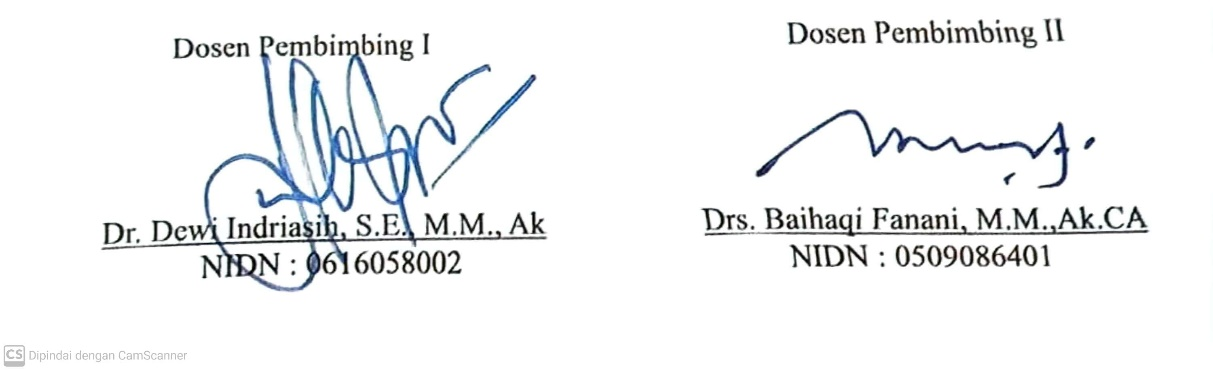 Dosen Pembimbing I
Dr. Dewi Indriasih, S.E., M.M., Ak
NIDN : 0616058002
Dosen Pembimbing II
Drs. Baihaqi Fanani, M.M.,Ak.CA
NIDN : 0509086401
CS Dipindai dengan CamScanner